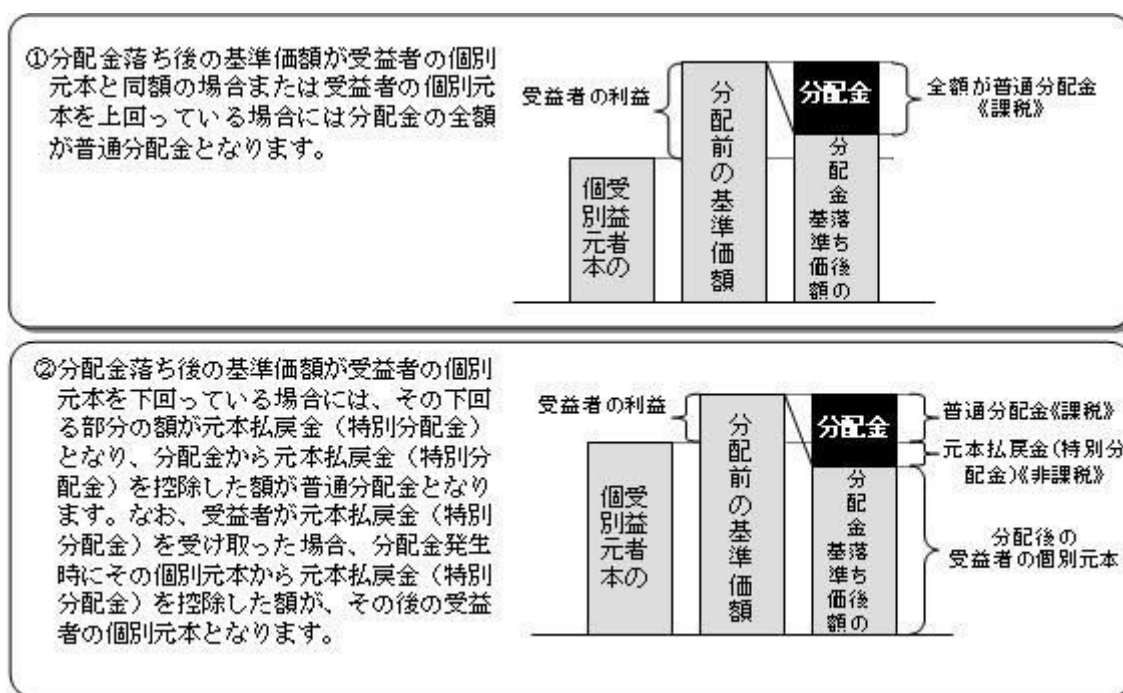 ①分配金落ち後の基準価額が受益者の個別
元本と同額の場合または受益者の個別元
本を上回っている場合には分配金の全額
が普通分配金となります。
受益者の利益
受益者の
個別元本
分配前の基準価額
分配金
分配金落ち後の
基準価額
全額が普通分配金
《課税》
②分配金落ち後の基準価額が受益者の個別
元本を下回っている場合には、その下回
る部分の額が元本払戻金（特別分配金）
となり、分配金から元本払戻金（特別分
配金）を控除した額が普通分配金となり
ます。なお、受益者が元本払戻金（特別
分配金）を受け取った場合、分配金発生
時にその個別元本から元本払戻金（特別
分配金）を控除した額が、その後の受益
者の個別元本となります。
受益者の利益
受益者の
個別元本
分配前の基準価額
分配金
分配金落ち後の
基準価額
普通分配金《課税》
元本払戻金(特別分
配金)《非課税》
分配後の
受益者の個別元本